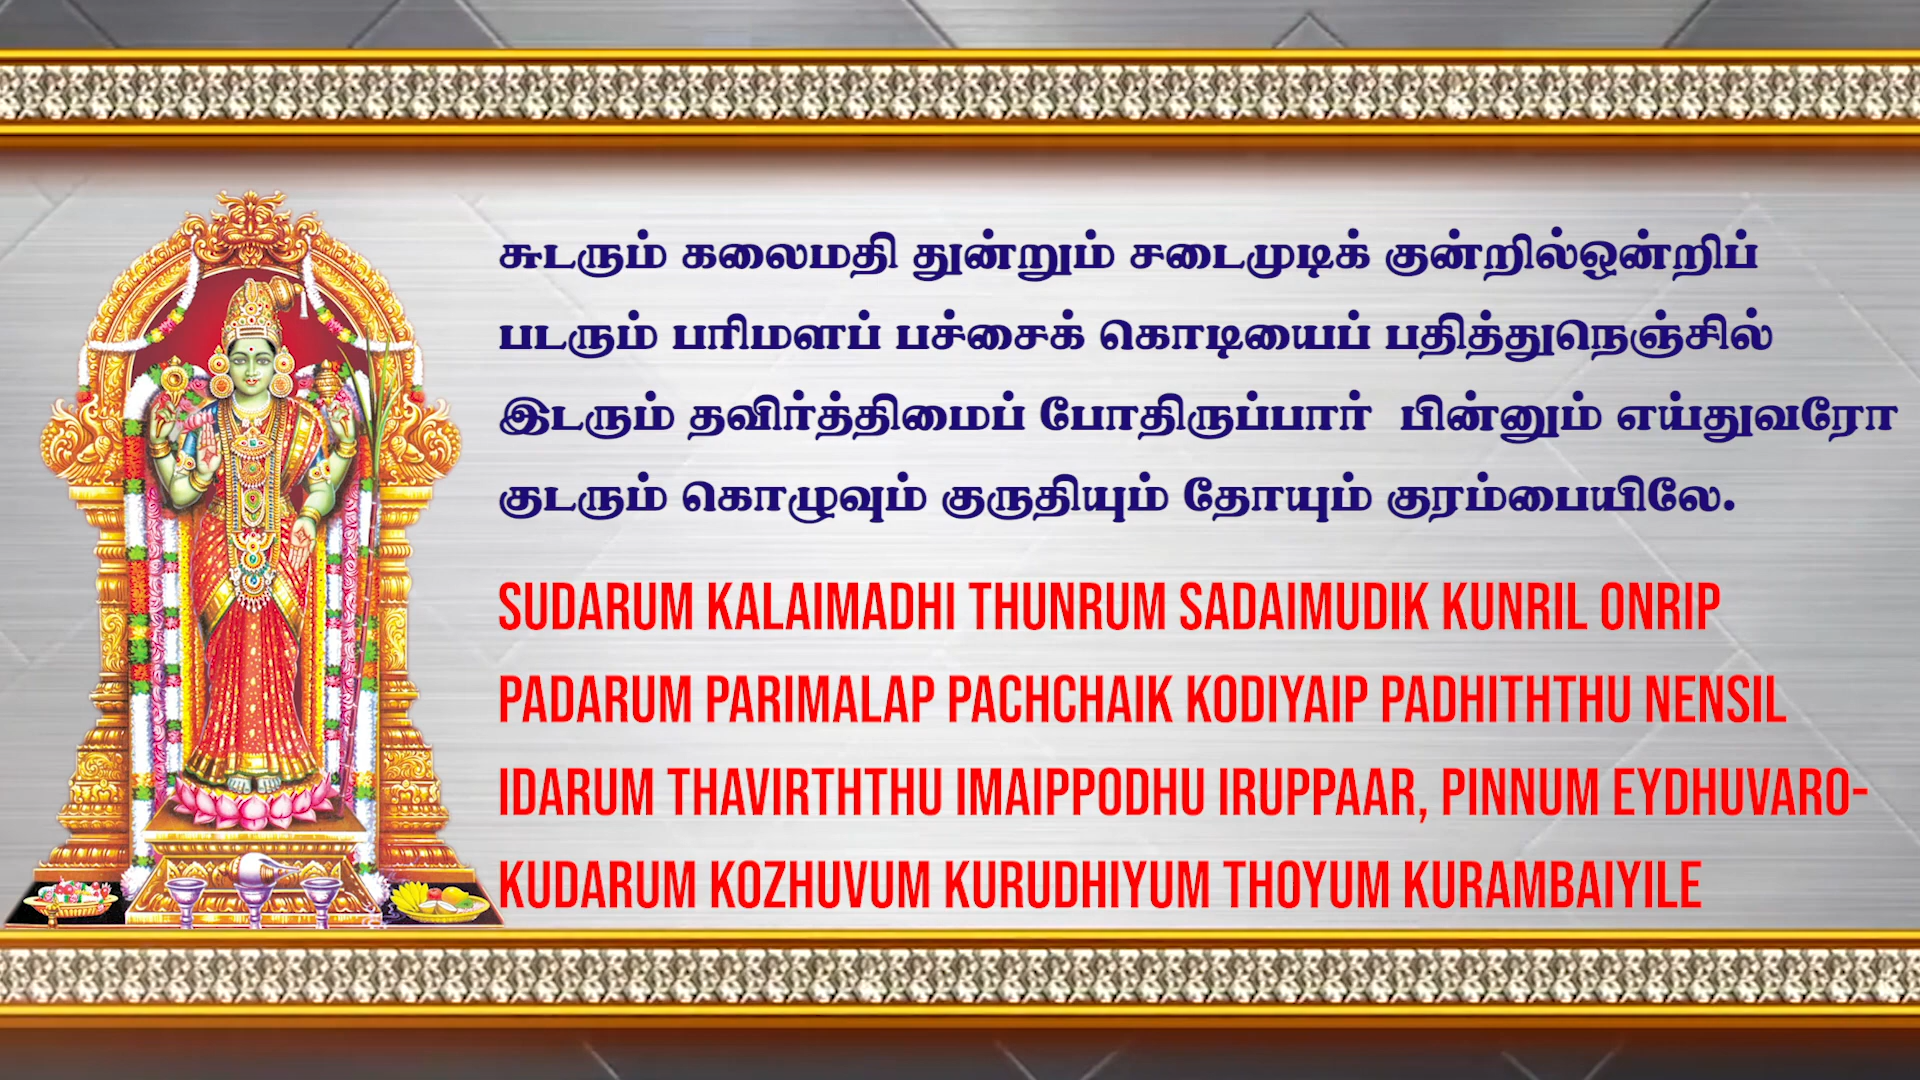 சுடரும் கலைமதி துன்றும் சடைமுடிக் குன்றில்ஒன்றிப்
படரும் பரிமளப் பச்சைக் கொடியைப் பதித்துநெஞ்சில்
இடரும் தவிர்த்திமைப் போதிருப்பார் பின்னும் எய்துவரோ
குடரும் கொழுவும் குருதியும் தோயும் குரம்பையிலே.
SUDARUM KALAIMADHI THUNRUM SADAIMUDIK KUNRIL ONRIP
PADARUM PARIMALAP PACHCHAIK KODIYAIP PADHITHTHU NENSIL
IDARUM THAVIRTHTHU IMAIPPODHU IRUPPAAR, PINNUM EYDHUVARO-
KUDARUM KOZHUVUM KURUDHIYUM THOYUM KURAMBAIYILE